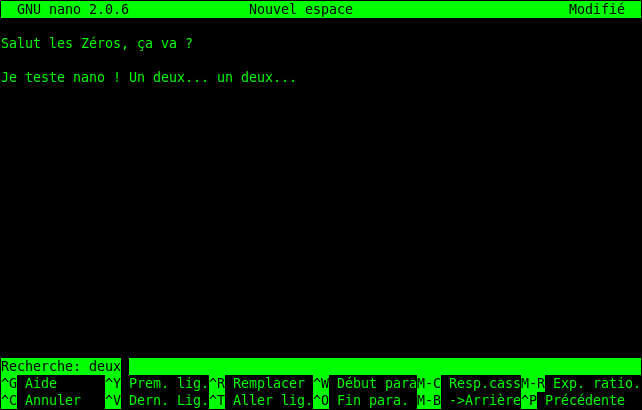 GNU nano 2.0.6 Nouvel espace Modifié
Salut les Zéros, ça va ?
Je teste nano ! Un deux... un deux...
Recherche: deux
^G Aide ^Y Prem. lig.^R Remplacer ^W Début para M-C Resp.cass M-R Exp. ratio.
^C Annuler ^V Dern. Lig.^T Aller lig.^O Fin para. M-B ->Arrière ^P Précédente